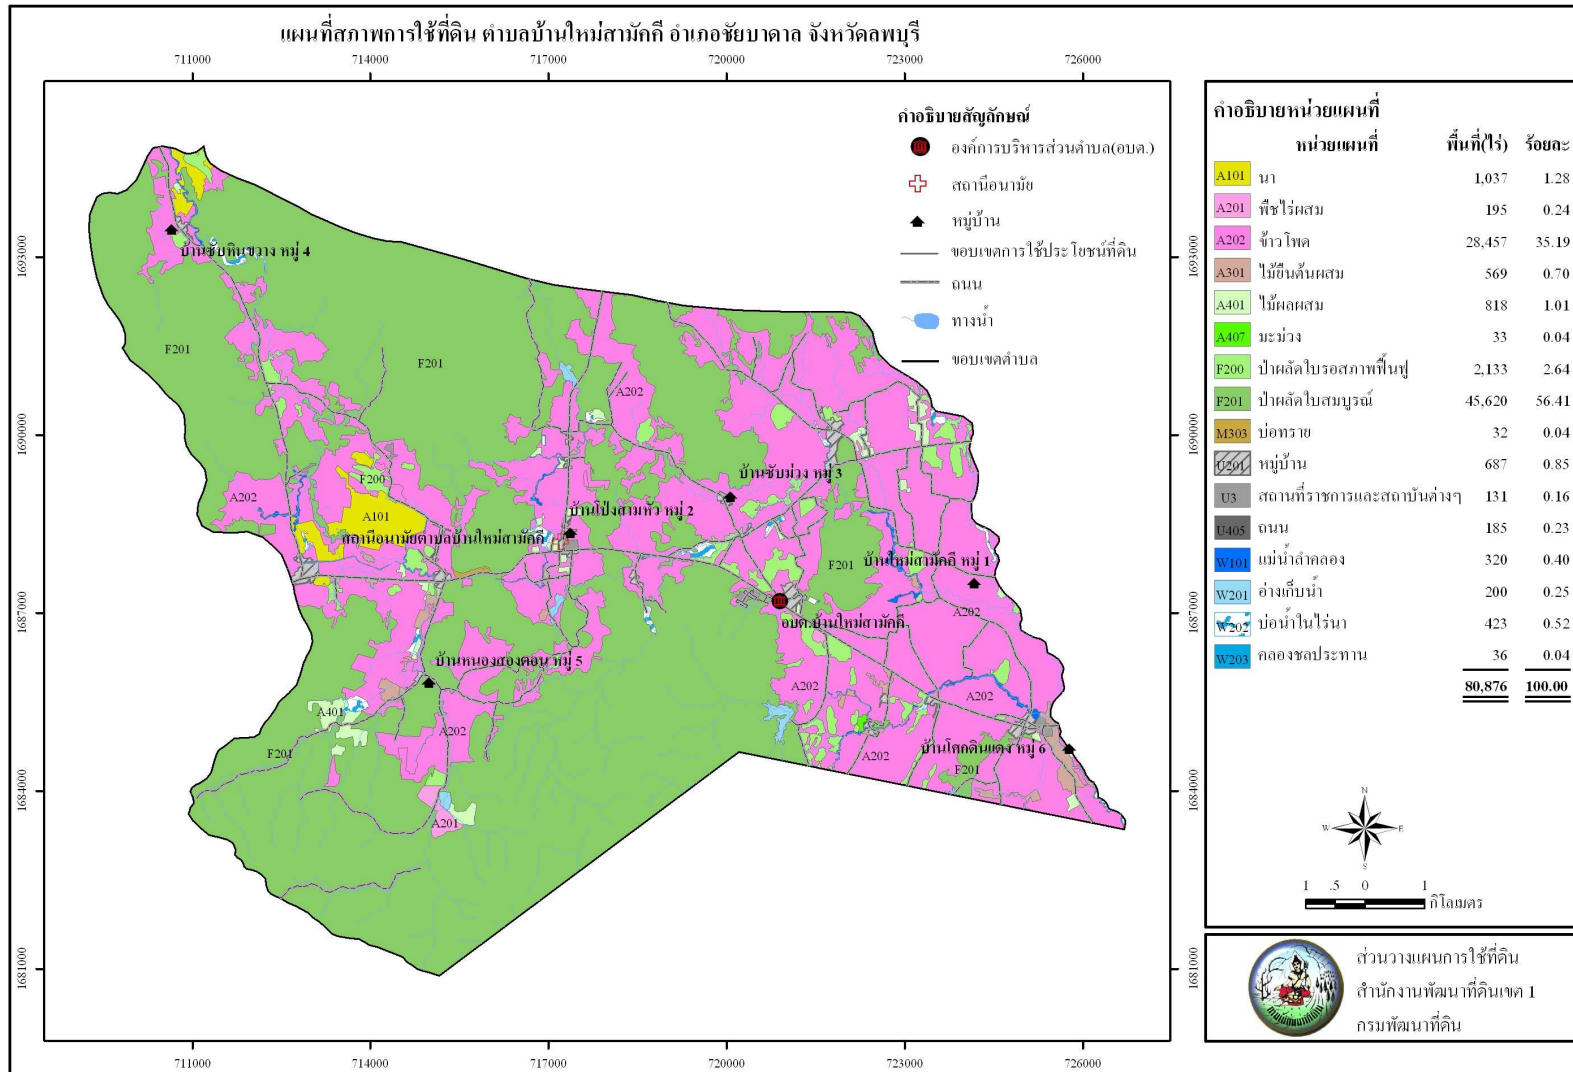 แผนที่สภาพการใช้ที่ดิน ตำบลบ้านใหม่สามัคคี อำเภอชัยบาดาล จังหวัดลพบุรี
711000 714000 717000 720000 723000 726000
คำอธิบายสัญลักษณ์
องค์การบริหารส่วนตำบล(อบต.)
สถานีอนามัย
หมู่บ้าน
ขอบเขตการใช้ประโยชน์ที่ดิน
ถนน
ทางน้ำ
ขอบเขตตำบล
1693000 1693000
1690000 1690000
1687000 1687000
1684000 1684000
1681000 1681000
บ้านซับหินขวาง หมู่ 4
F201
F201
A202
บ้านซับม่วง หมู่ 3
F200
A202
A101
บ้านโป่งสามหัว หมู่ 2
สถานีอนามัยตำบลบ้านใหม่สามัคคี
F201
บ้านใหม่สามัคคี หมู่ 1
A202
อบต.บ้านใหม่สามัคคี
บ้านหนองสองตอน หมู่ 5
A202
A202
A401
A202
F201
A202
บ้านโศกดินแดง หมู่ 6
F201
A201
711000 714000 717000 720000 723000 726000
คำอธิบายหน่วยแผนที่
หน่วยแผนที่ พื้นที่(ไร่) ร้อยละ
A101 นา 1,037 1.28
A201 พืชไร่ผสม 195 0.24
A202 ข้าวโพด 28,457 35.19
A301 ไม้ยืนต้นผสม 569 0.70
A401 ไม้ผลผสม 818 1.01
A407 มะม่วง 33 0.04
F200 ป่าผลัดใบรอสภาพฟื้นฟู 2,133 2.64
F201 ป่าผลัดใบสมบูรณ์ 45,620 56.41
M303 บ่อทราย 32 0.04
U201 หมู่บ้าน 687 0.85
U3 สถานที่ราชการและสถาบันต่างๆ 131 0.16
U405 ถนน 185 0.23
W101 แม่น้ำลำคลอง 320 0.40
W201 อ่างเก็บน้ำ 200 0.25
W202 บ่อน้ำในไร่นา 423 0.52
W203 คลองชลประทาน 36 0.04
80,876 100.00
N
W E
S
1 .5 0 1
กิโลเมตร
ส่วนวางแผนการใช้ที่ดิน
สำนักงานพัฒนาที่ดินเขต 1
กรมพัฒนาที่ดิน
กรมพัฒนาที่ดิน